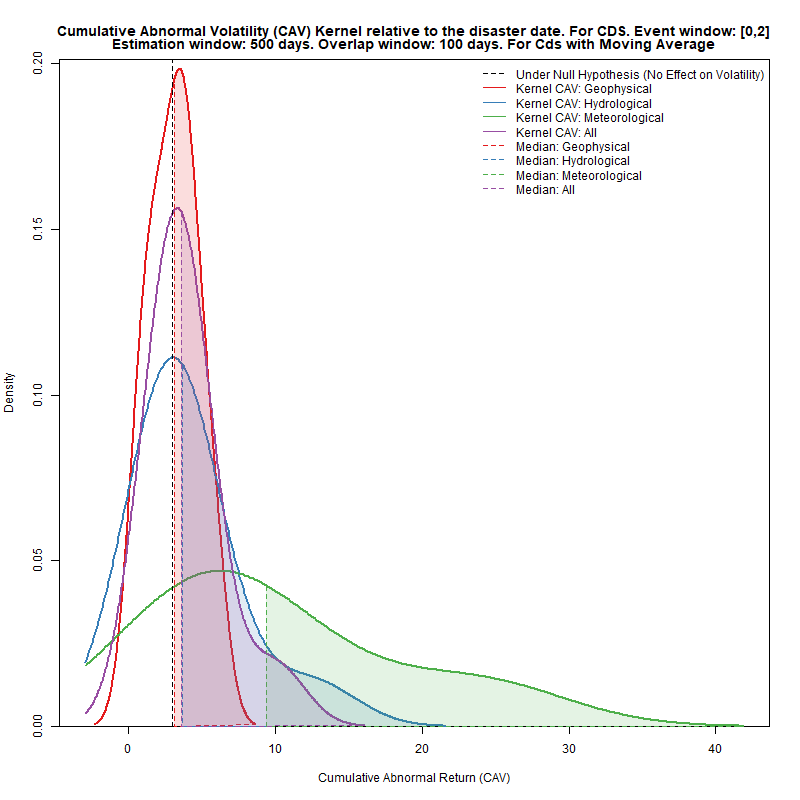 Cumulative Abnormal Volatility (CAV) Kernel relative to the disaster date. For CDS. Event window: [0,2]
Estimation window: 500 days. Overlap window: 100 days. For Cds with Moving Average
Under Null Hypothesis (No Effect on Volatility)
Kernel CAV: Geophysical
Kernel CAV: Hydrological
Kernel CAV: Meteorological
Kernel CAV: All
Median: Geophysical
Median: Hydrological
Median: Meteorological
Median: All
0.20
0.15
0.10
0.05
0.00
Density
0 10 20 30 40
Cumulative Abnormal Return (CAV)